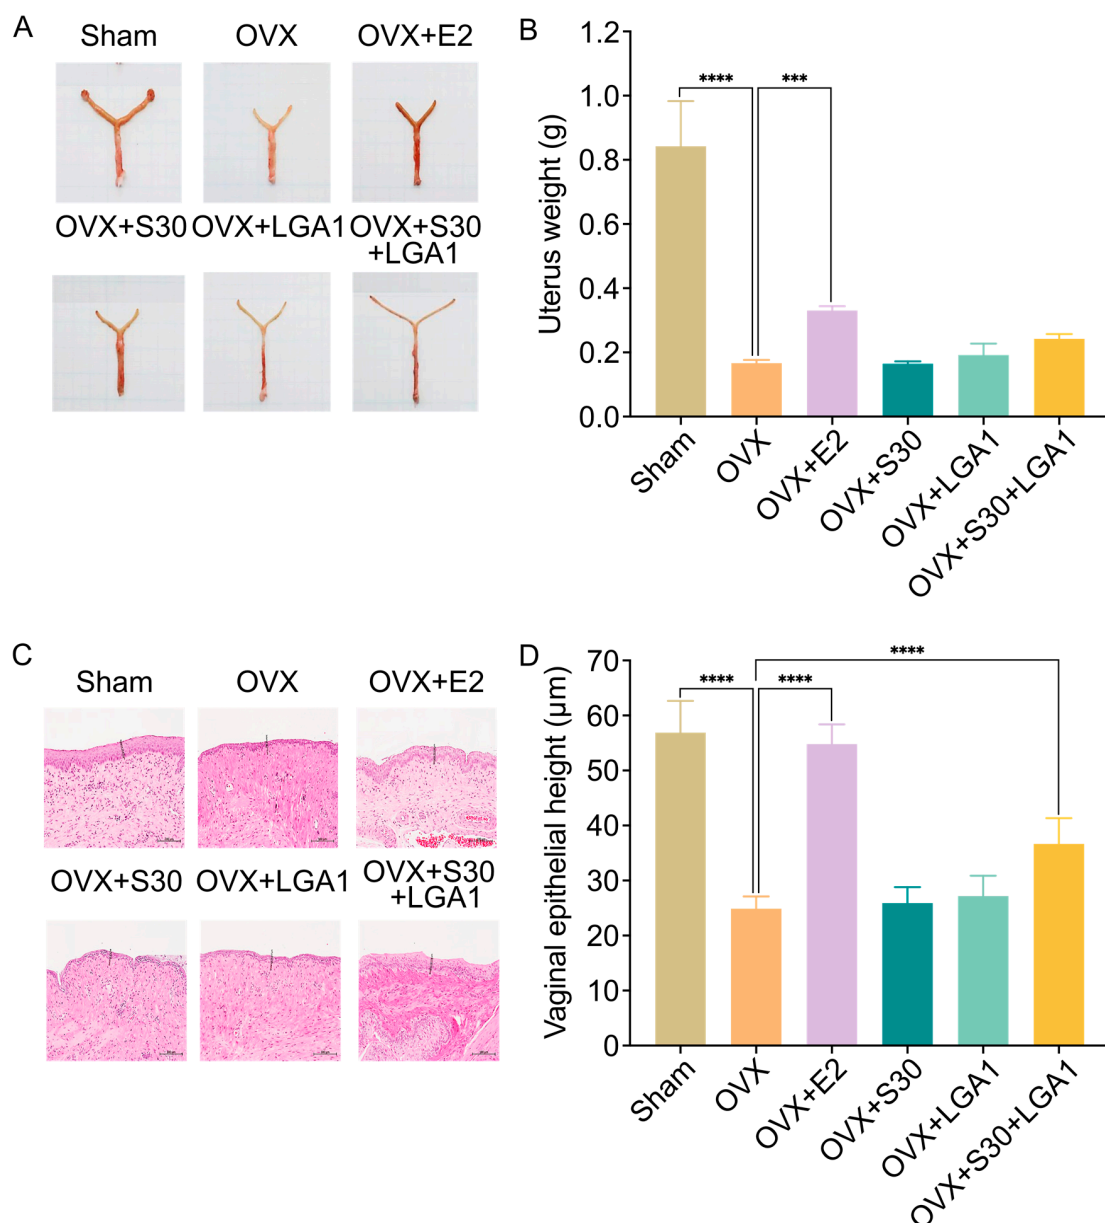 A
Sham
OVX
OVX+E2
OVX+S30
OVX+LGA1
OVX+S30
+LGA1
B
Uterus weight (g)
1.2
1.0
0.8
0.6
0.4
0.2
0.0
****
***
Sham
OVX
OVX+E2
OVX+S30
OVX+LGA1
OVX+S30+LGA1
C
Sham
OVX
OVX+E2
OVX+S30
OVX+LGA1
OVX+S30
+LGA1
D
Vaginal epithelial height (μm)
70
60
50
40
30
20
10
0
****
****
****
Sham
OVX
OVX+E2
OVX+S30
OVX+LGA1
OVX+S30+LGA1